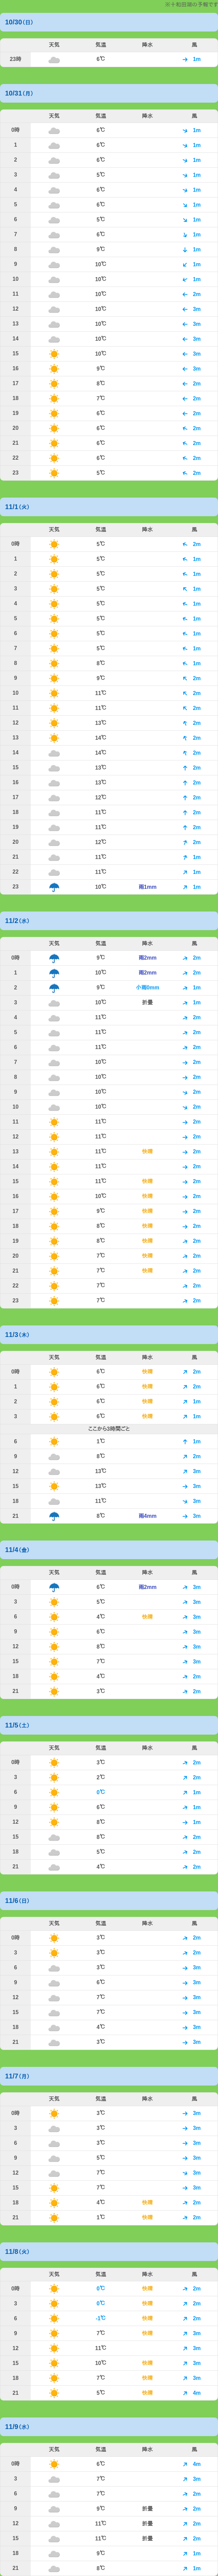 ※十和田湖の予報です
10/30(日)
天気 気温 降水 風
23時 6℃ 1m
10/31(月)
天気 気温 降水 風
0時 6℃ 1m
1 6℃ 1m
2 6℃ 1m
3 5℃ 1m
4 6℃ 1m
5 6℃ 1m
6 5℃ 1m
7 6℃ 1m
8 9℃ 1m
9 10℃ 1m
10 10℃ 1m
11 10℃ 2m
12 10℃ 3m
13 10℃ 3m
14 10℃ 3m
15 10℃ 3m
16 9℃ 3m
17 8℃ 2m
18 7℃ 2m
19 6℃ 2m
20 6℃ 2m
21 6℃ 2m
22 6℃ 2m
23 5℃ 2m
11/1(火)
天気 気温 降水 風
0時 5℃ 2m
1 5℃ 1m
2 5℃ 1m
3 5℃ 1m
4 5℃ 1m
5 5℃ 1m
6 5℃ 1m
7 5℃ 1m
8 8℃ 1m
9 9℃ 2m
10 11℃ 2m
11 11℃ 2m
12 13℃ 2m
13 14℃ 2m
14 14℃ 2m
15 13℃ 2m
16 13℃ 2m
17 12℃ 2m
18 11℃ 2m
19 11℃ 2m
20 12℃ 2m
21 11℃ 1m
22 11℃ 1m
23 10℃ 雨1mm 1m
11/2(水)
天気 気温 降水 風
0時 9℃ 雨2mm 2m
1 10℃ 雨2mm 2m
2 9℃ 小雨0mm 1m
3 10℃ 折畳 1m
4 11℃ 2m
5 11℃ 2m
6 11℃ 2m
7 10℃ 2m
8 10℃ 2m
9 10℃ 2m
10 10℃ 2m
11 11℃ 2m
12 11℃ 2m
13 11℃ 快晴 2m
14 11℃ 2m
15 11℃ 快晴 2m
16 10℃ 快晴 2m
17 9℃ 快晴 2m
18 8℃ 快晴 2m
19 8℃ 快晴 2m
20 7℃ 快晴 2m
21 7℃ 快晴 2m
22 7℃ 2m
23 7℃ 2m
11/3(木)
天気 気温 降水 風
0時 6℃ 快晴 2m
1 6℃ 快晴 2m
2 6℃ 快晴 1m
3 6℃ 快晴 1m
ここから3時間ごと
6 1℃ 1m
9 8℃ 2m
12 13℃ 3m
15 13℃ 3m
18 11℃ 3m
21 8℃ 雨4mm 3m
11/4(金)
天気 気温 降水 風
0時 6℃ 雨2mm 3m
3 5℃ 3m
6 4℃ 快晴 3m
9 6℃ 3m
12 8℃ 3m
15 7℃ 3m
18 4℃ 2m
21 3℃ 2m
11/5(土)
天気 気温 降水 風
0時 3℃ 2m
3 2℃ 2m
6 0℃ 1m
9 6℃ 1m
12 8℃ 1m
15 8℃ 2m
18 5℃ 2m
21 4℃ 2m
11/6(日)
天気 気温 降水 風
0時 3℃ 2m
3 3℃ 2m
6 3℃ 3m
9 6℃ 3m
12 7℃ 3m
15 7℃ 3m
18 4℃ 3m
21 3℃ 3m
11/7(月)
天気 気温 降水 風
0時 3℃ 3m
3 3℃ 3m
6 3℃ 3m
9 5℃ 3m
12 7℃ 3m
15 7℃ 3m
18 4℃ 快晴 2m
21 1℃ 快晴 2m
11/8(火)
天気 気温 降水 風
0時 0℃ 快晴 2m
3 0℃ 快晴 2m
6 -1℃ 快晴 2m
9 7℃ 快晴 3m
12 11℃ 3m
15 10℃ 快晴 3m
18 7℃ 快晴 3m
21 5℃ 快晴 4m
11/9(水)
天気 気温 降水 風
0時 6℃ 4m
3 7℃ 3m
6 7℃ 2m
9 9℃ 折畳 2m
12 11℃ 折畳 2m
15 11℃ 折畳 2m
18 9℃ 1m
21 8℃ 1m